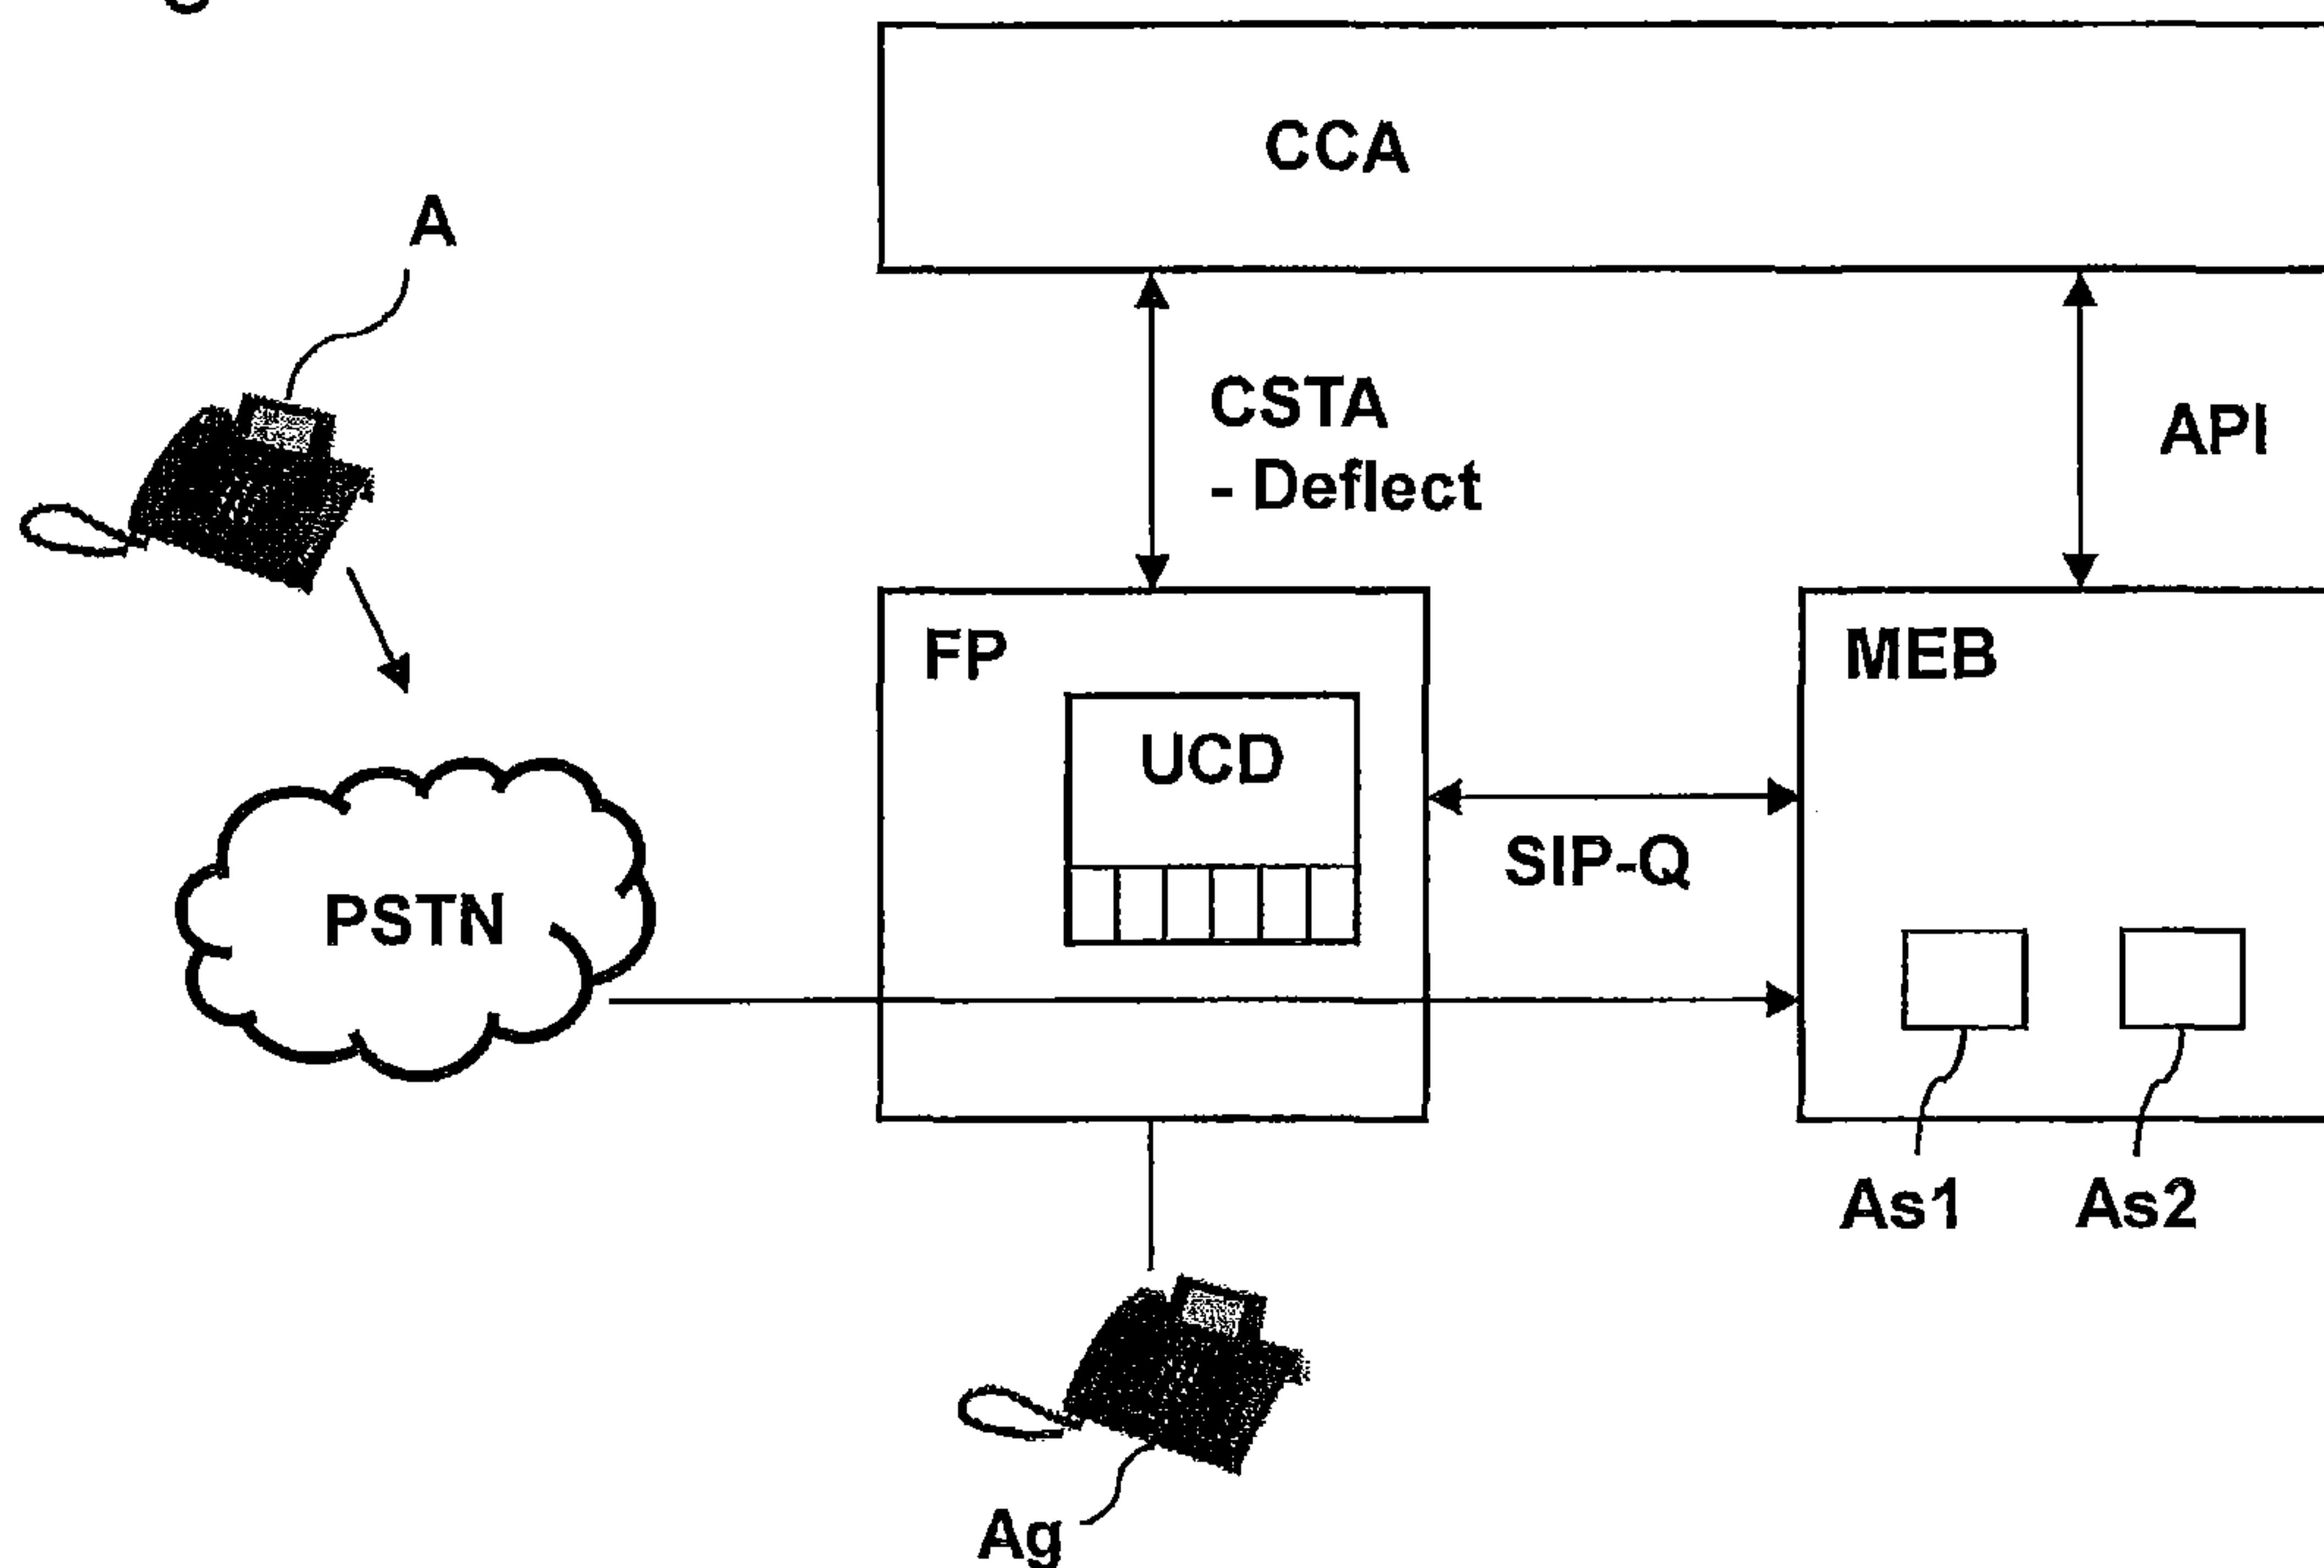 CCA
A
CSTA
- Deflect
API
FP
MEB
UCD
SIP-Q
PSTN
As1
As2
Ag